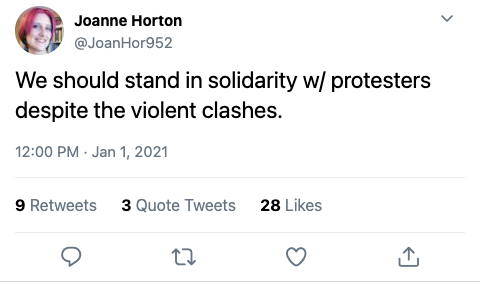 Joanne Horton
@JoanHor952
We should stand in solidarity w/ protesters
despite the violent clashes.
12:00 PM · Jan 1, 2021
9 Retweets 3 Quote Tweets 28 Likes